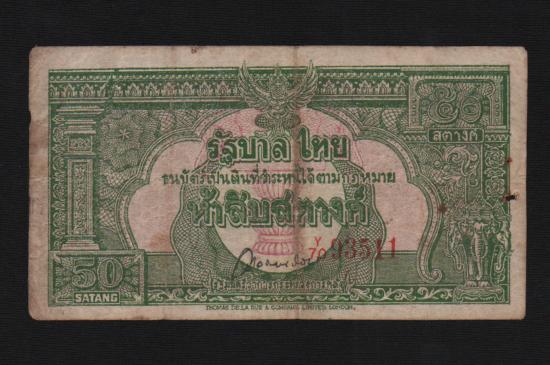 ๕๐
สตางค์
รัฐบาลไทย
ธนบัตร์เป็นเงินที่ชำระหนี้ได้ตามกฎหมาย
ห้าสิบสตางค์
Y/70 93511
50
SATANG
THOMAS DE LA RUE & COMPANY, LIMITED, LONDON.